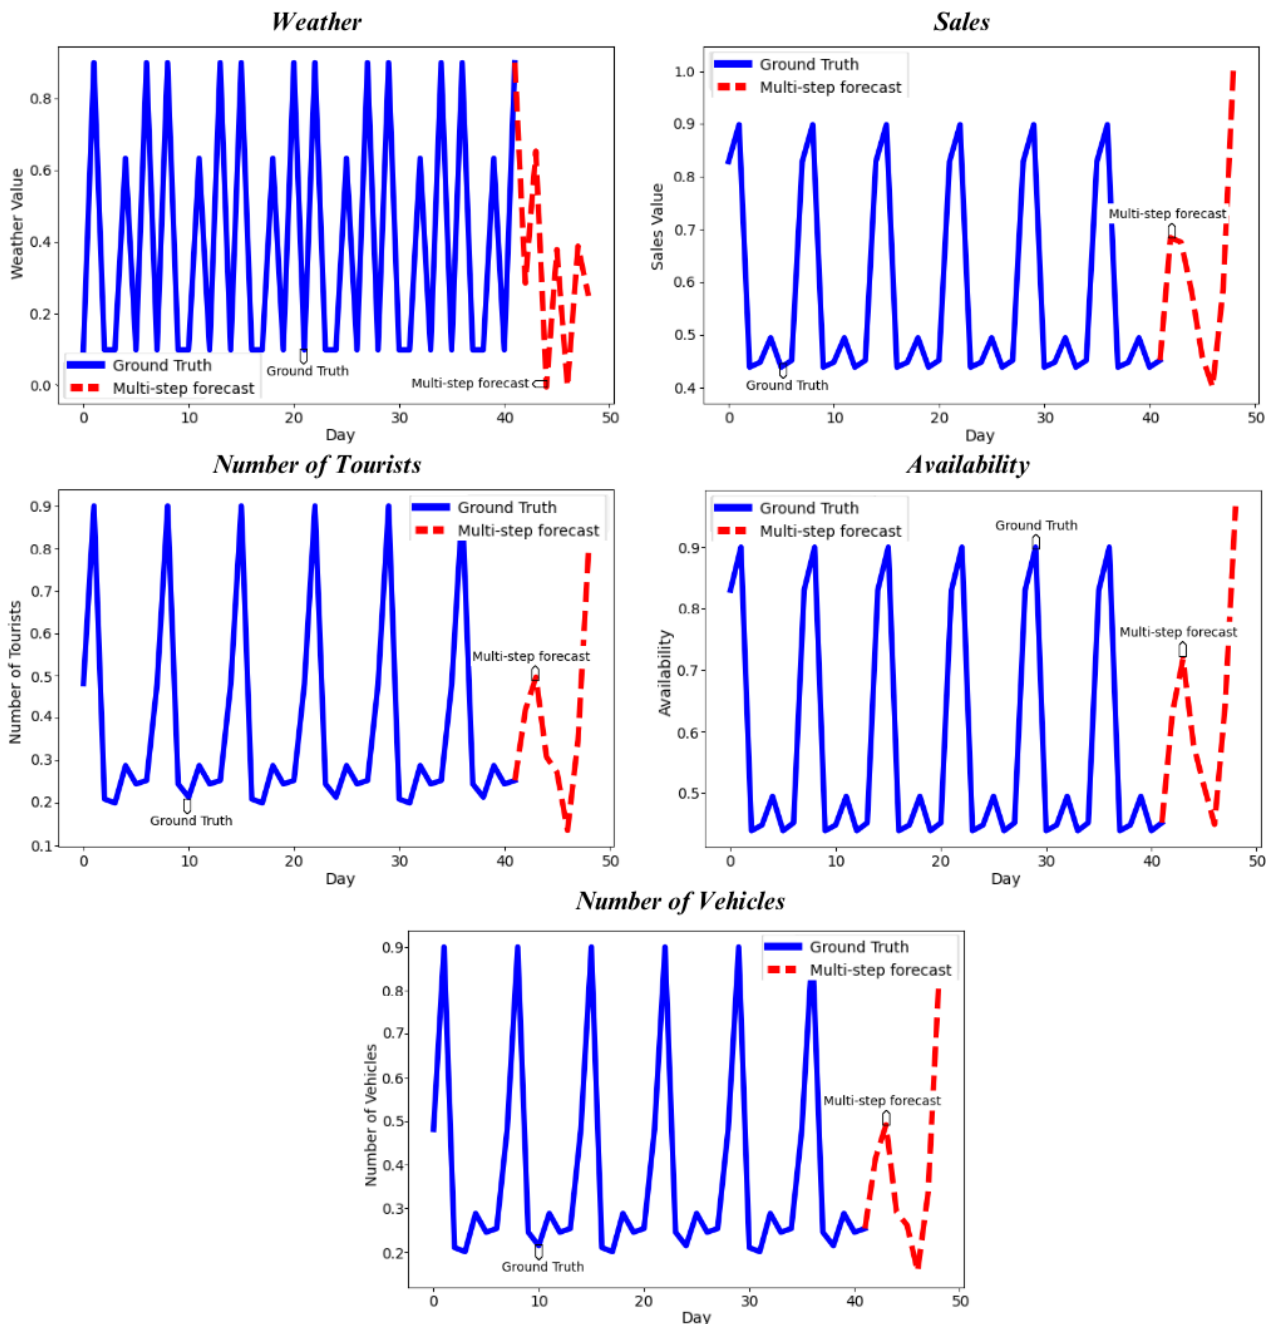 Weather
Ground Truth
Multi-step forecast
Ground Truth
Multi-step forecast
Weather Value
0.8
0.6
0.4
0.2
0.0
0
10
20
30
40
50
Day
Sales
Ground Truth
Multi-step forecast
Multi-step forecast
Ground Truth
Sales Value
1.0
0.9
0.8
0.7
0.6
0.5
0.4
0
10
20
30
40
50
Day
Number of Tourists
Ground Truth
Multi-step forecast
Multi-step forecast
Ground Truth
Number of Tourists
0.9
0.8
0.7
0.6
0.5
0.4
0.3
0.2
0.1
0
10
20
30
40
50
Day
Availability
Ground Truth
Multi-step forecast
Ground Truth
Multi-step forecast
Availability
0.9
0.8
0.7
0.6
0.5
0
10
20
30
40
50
Day
Number of Vehicles
Ground Truth
Multi-step forecast
Multi-step forecast
Ground Truth
Number of Vehicles
0.9
0.8
0.7
0.6
0.5
0.4
0.3
0.2
0
10
20
30
40
50
Day